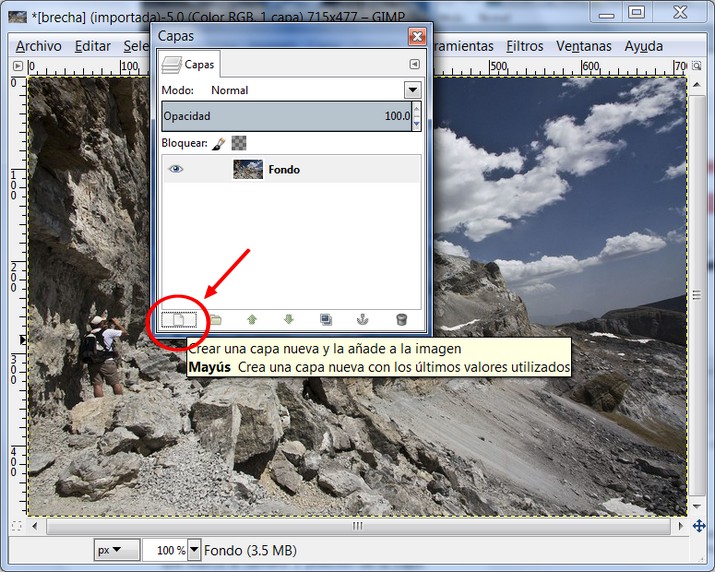 *[brecha] (importada)-5.0 (Color RGB, 1 capa) 715x477 – GIMP
Capas
Archivo Editar Sele
ramientas Filtros Ventanas Ayuda
Capas
0 100 500 600 700
Modo: Normal
Opacidad 100.0
Bloquear:
Fondo
0
100
200
300
400
Crear una capa nueva y la añade a la imagen
Mayús Crea una capa nueva con los últimos valores utilizados
px 100 % Fondo (3.5 MB)